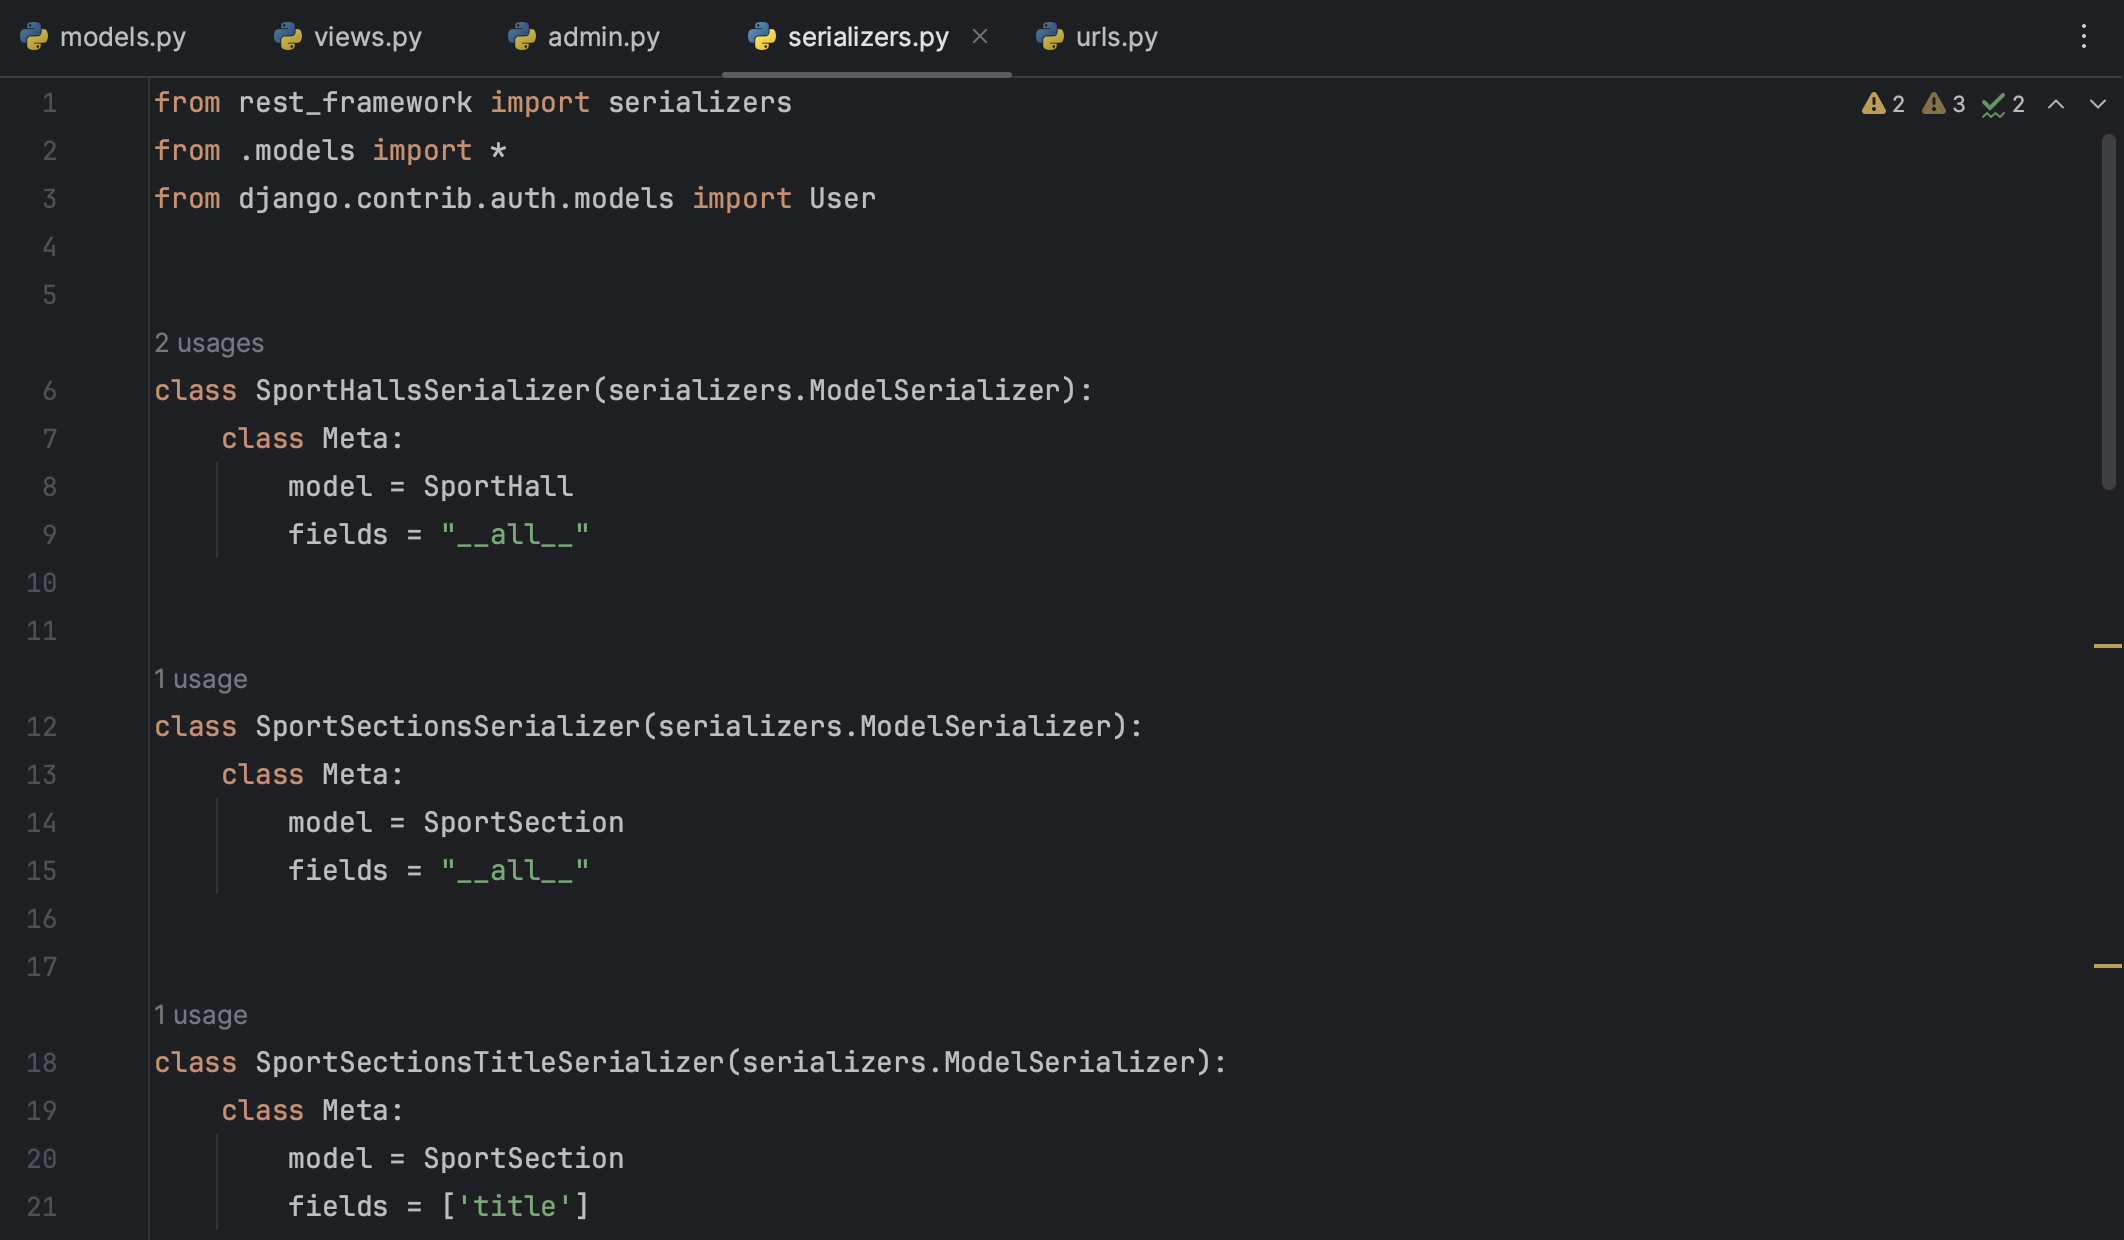 models.py views.py admin.py serializers.py urls.py
1 from rest_framework import serializers 2 3 2
2 from .models import *
3 from django.contrib.auth.models import User
4
5
2 usages
6 class SportHallsSerializer(serializers.ModelSerializer):
7     class Meta:
8         model = SportHall
9         fields = "__all__"
10
11
1 usage
12 class SportSectionsSerializer(serializers.ModelSerializer):
13     class Meta:
14         model = SportSection
15         fields = "__all__"
16
17
1 usage
18 class SportSectionsTitleSerializer(serializers.ModelSerializer):
19     class Meta:
20         model = SportSection
21         fields = ['title']